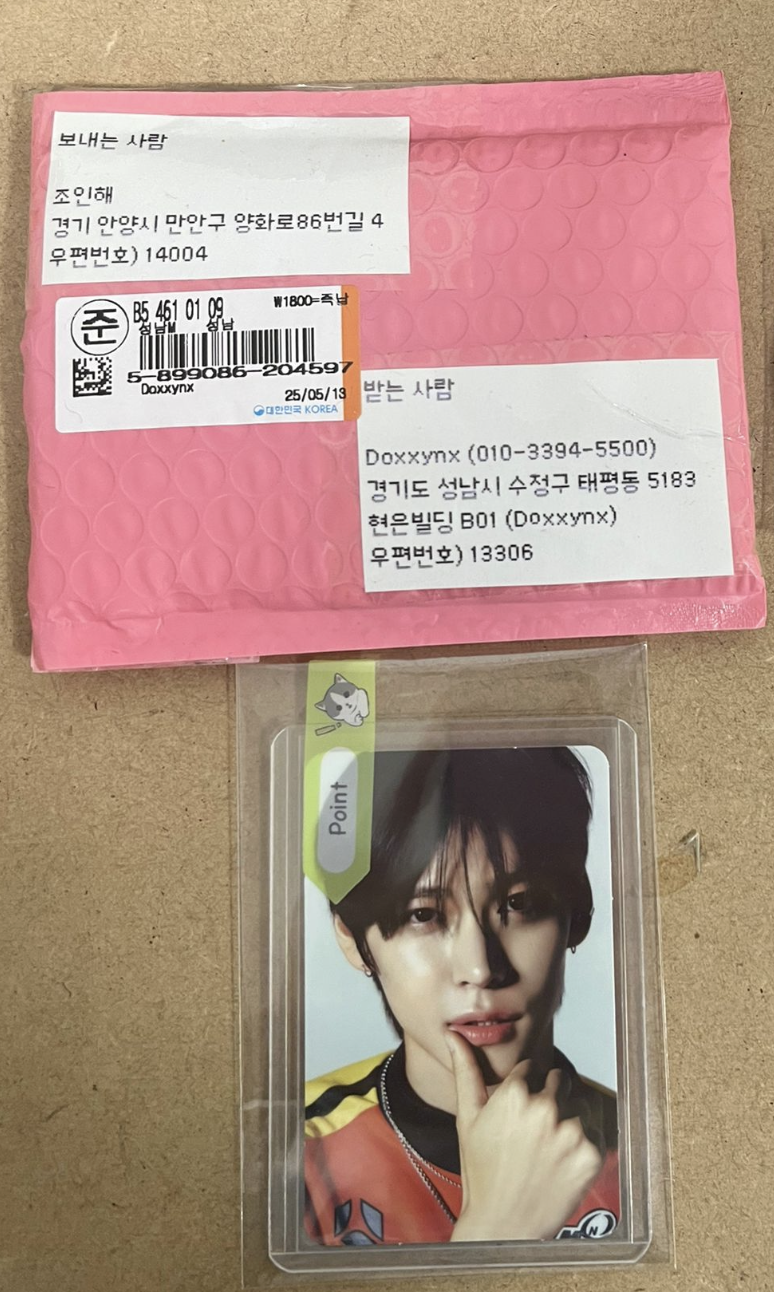 보내는 사람
조인해
경기 안양시 만안구 양화로86번길 4
우편번호) 14004
준
B5 461 01 09
₩1800=즉납
성남M 성남
5-899086-204597
Doxxynx
25/05/13
대한민국 KOREA
받는 사람
Doxxynx (010-3394-5500)
경기도 성남시 수정구 태평동 5183
현은빌딩 B01 (Doxxynx)
우편번호) 13306
Point
N